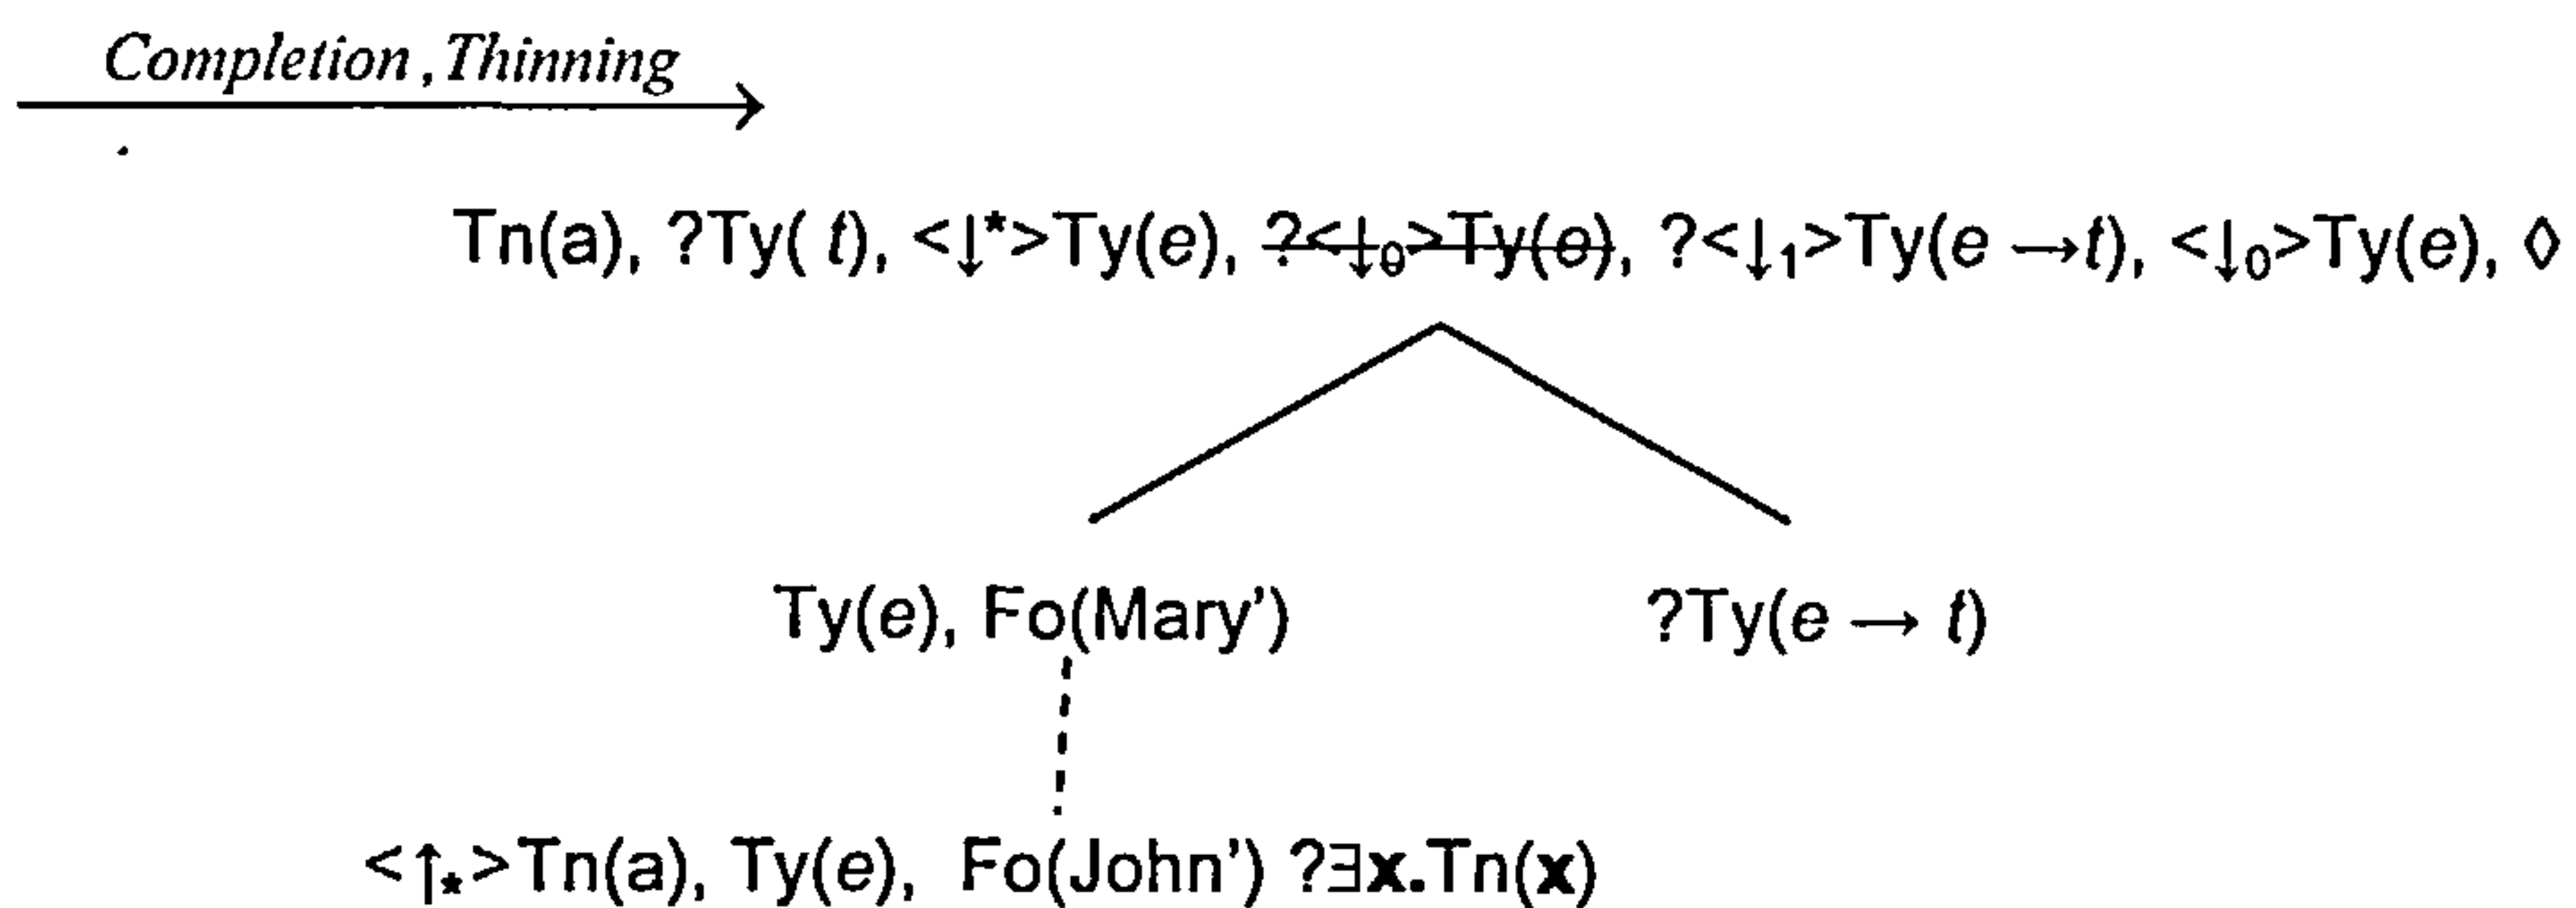 Completion, Thinning
Tn(a), ?Ty( t), <↓*>Ty(e), ?<↓0>Ty(e), ?<↓1>Ty(e →t), <↓0>Ty(e), ◊
Ty(e), Fo(Mary’) ?Ty(e → t)
<↑*>Tn(a), Ty(e), Fo(John’) ?∃x.Tn(x)